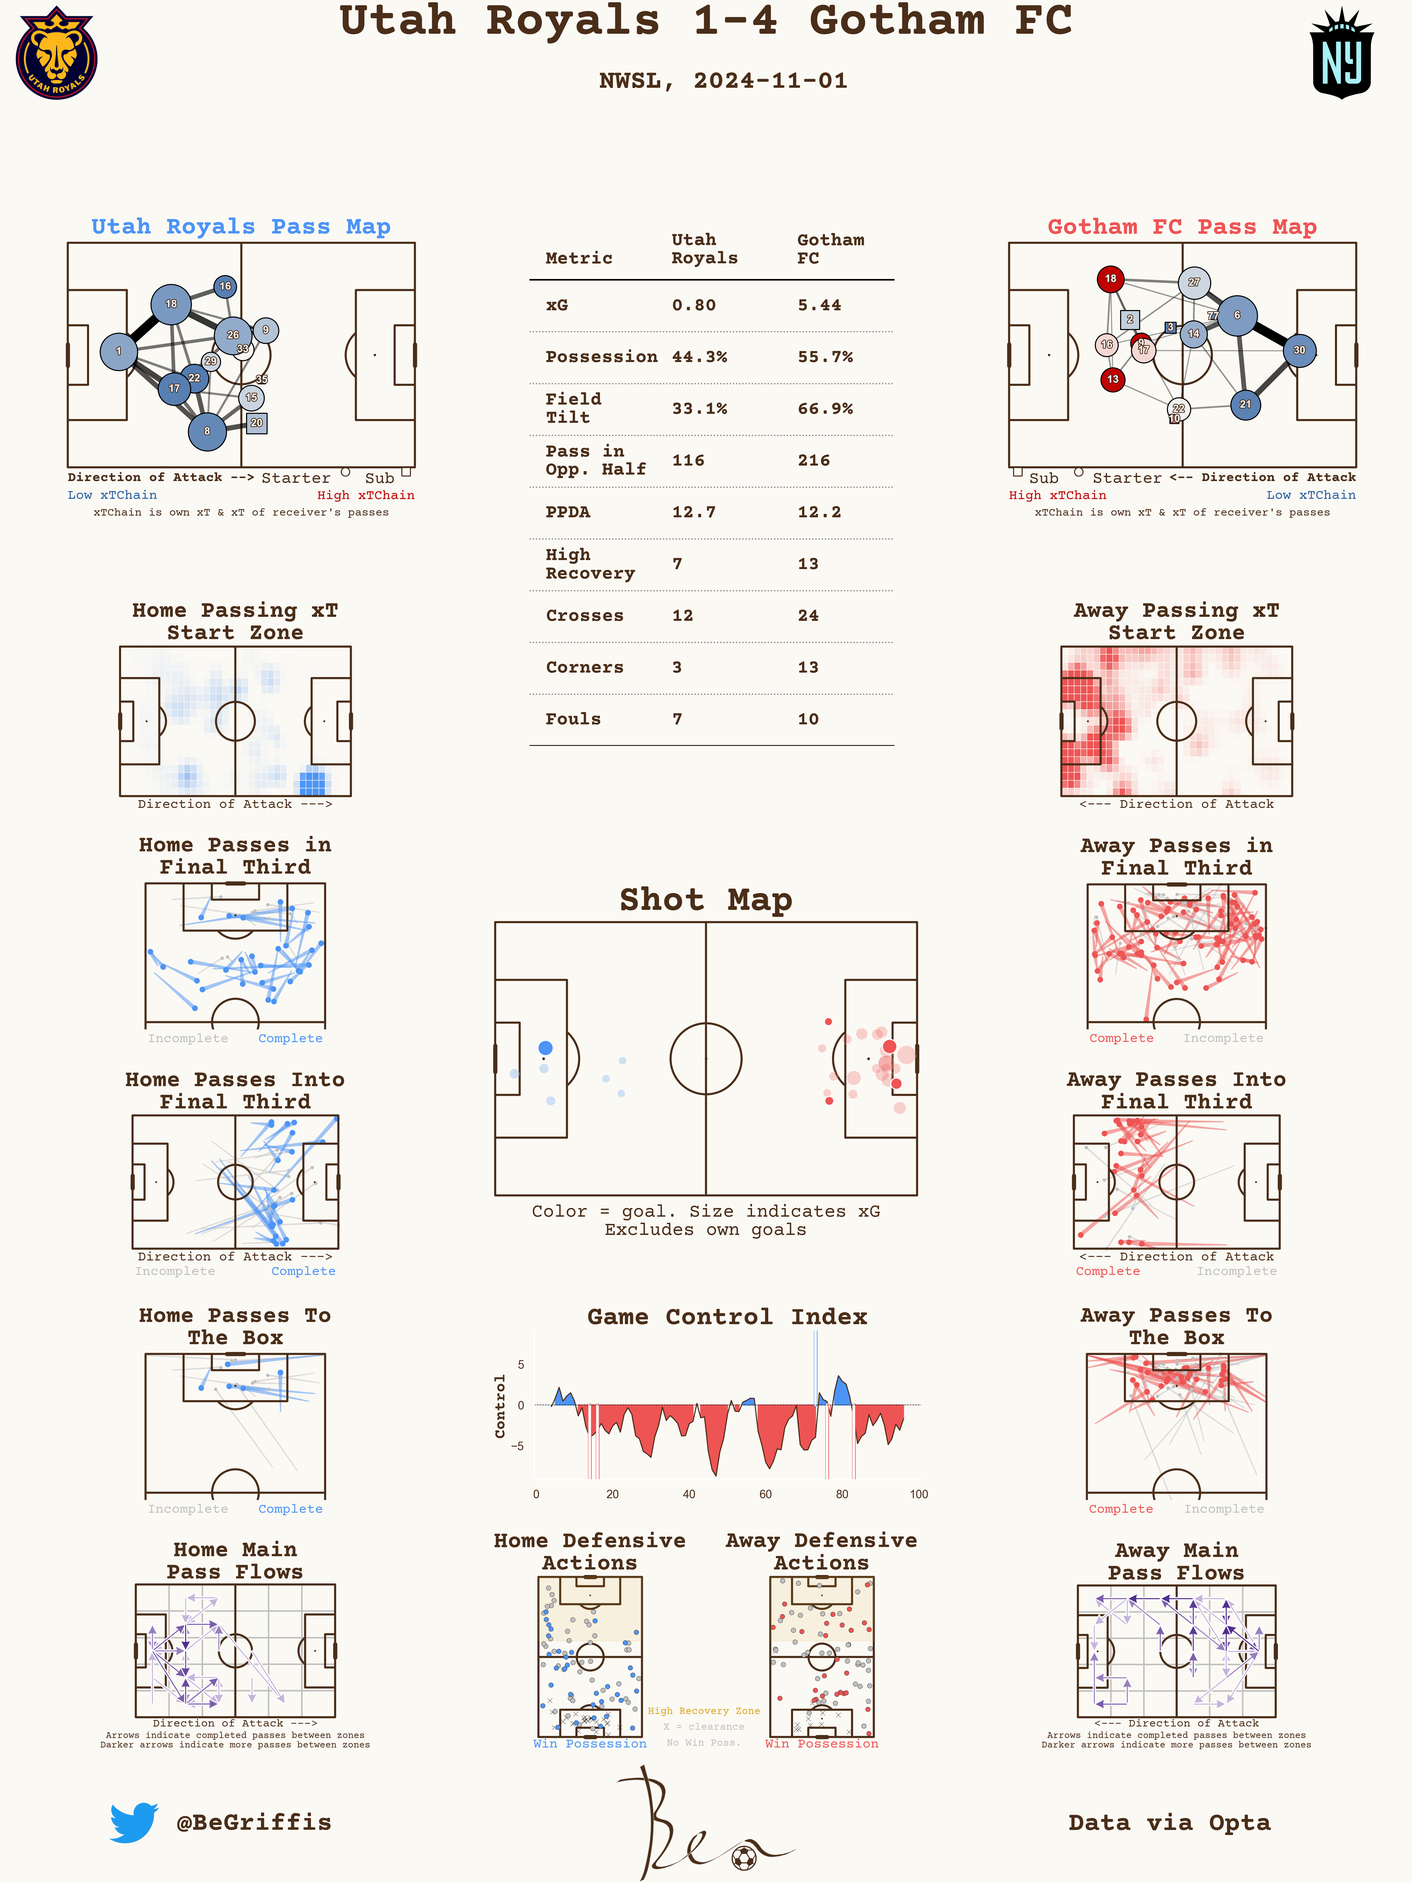 Utah Royals 1-4 Gotham FC
NWSL, 2024-11-01
UTAH ROYALS
NY
Utah Royals Pass Map
16
18
26
9
1
33
29
35
22
17
15
20
8
Direction of Attack --> Starter Sub
Low xTChain High xTChain
xTChain is own xT & xT of receiver's passes
Metric Utah Royals Gotham FC
xG 0.80 5.44
Possession 44.3% 55.7%
Field Tilt 33.1% 66.9%
Pass in Opp. Half 116 216
PPDA 12.7 12.2
High Recovery 7 13
Crosses 12 24
Corners 3 13
Fouls 7 10
Gotham FC Pass Map
18
27
2
77
6
3
14
16
9
17
30
13
22
21
10
Sub Starter <-- Direction of Attack
High xTChain Low xTChain
xTChain is own xT & xT of receiver's passes
Home Passing xT
Start Zone
Direction of Attack --->
Away Passing xT
Start Zone
<--- Direction of Attack
Home Passes in
Final Third
Incomplete Complete
Away Passes in
Final Third
Complete Incomplete
Shot Map
Color = goal. Size indicates xG
Excludes own goals
Home Passes Into
Final Third
Direction of Attack --->
Incomplete Complete
Away Passes Into
Final Third
<--- Direction of Attack
Complete Incomplete
Home Passes To
The Box
Incomplete Complete
Game Control Index
Control
5
0
−5
0 20 40 60 80 100
Away Passes To
The Box
Complete Incomplete
Home Main
Pass Flows
Direction of Attack --->
Arrows indicate completed passes between zones
Darker arrows indicate more passes between zones
Home Defensive
Actions
Win Possession
Away Defensive
Actions
Win Possession
High Recovery Zone
X = clearance
No Win Poss.
Away Main
Pass Flows
<--- Direction of Attack
Arrows indicate completed passes between zones
Darker arrows indicate more passes between zones
@BeGriffis
Ben
Data via Opta